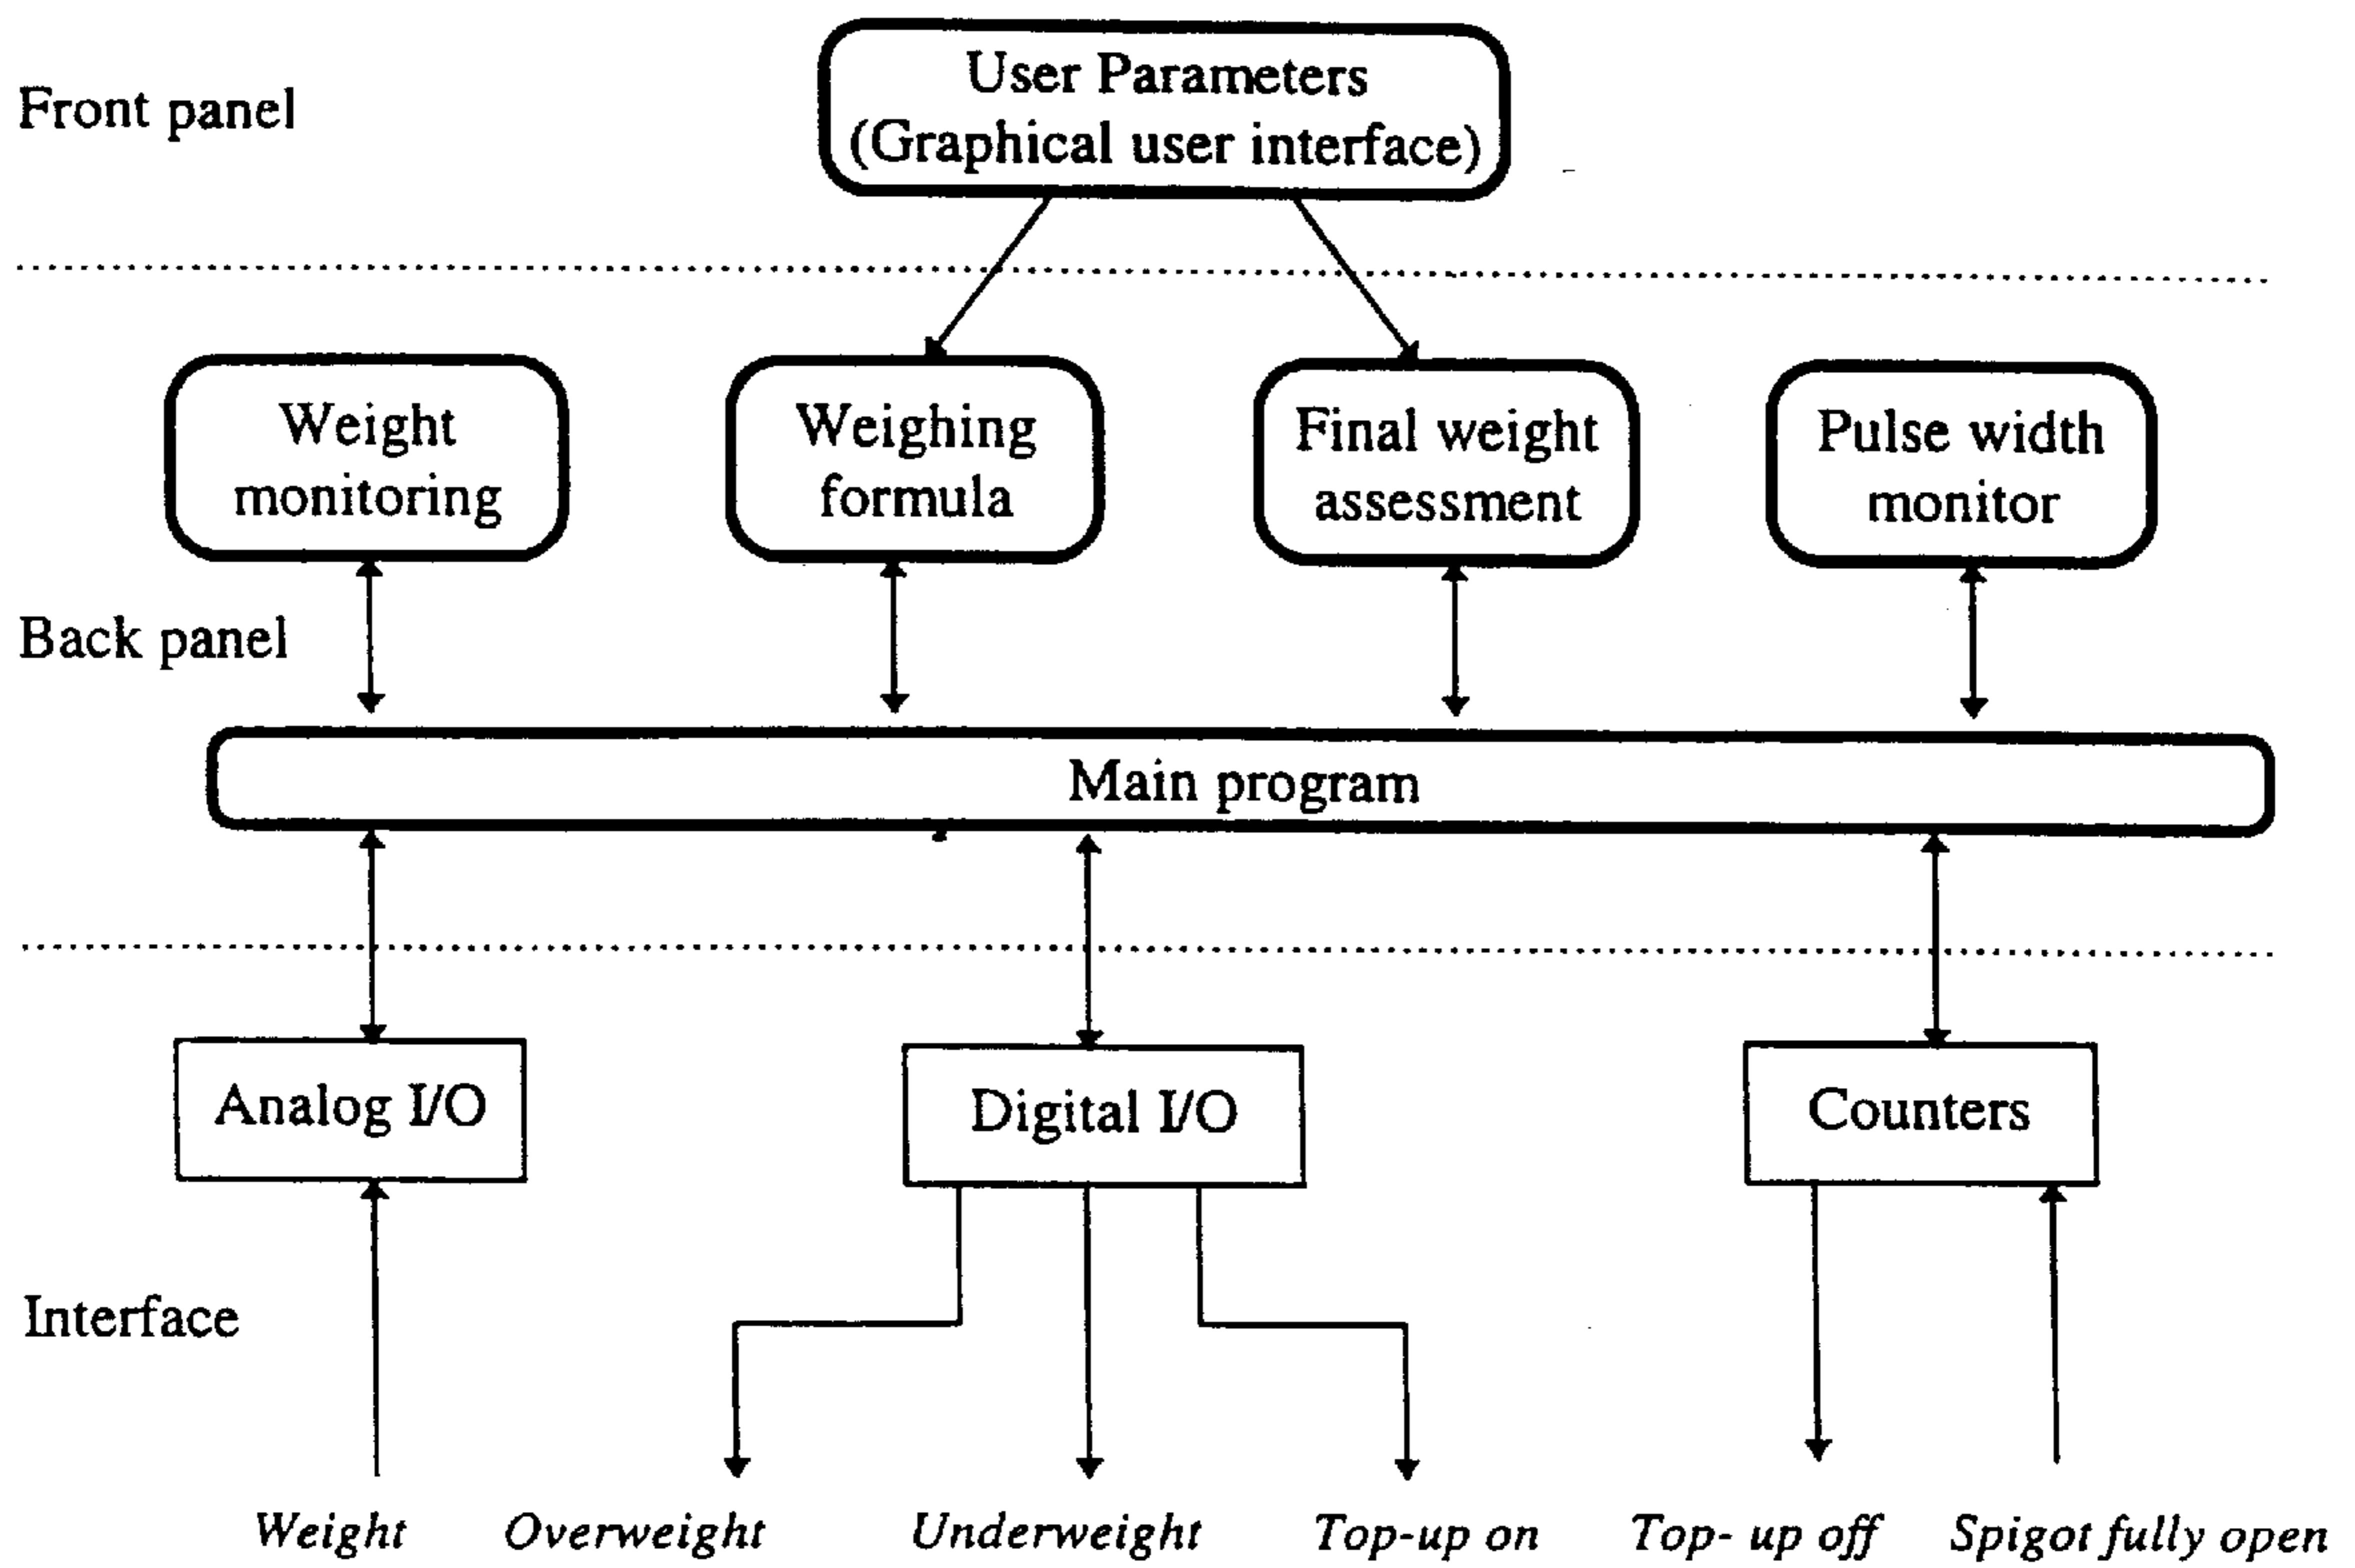 User Parameters
(Graphical user interface)
Front panel
Weight
monitoring
Weighing
formula
Final weight
assessment
Pulse width
monitor
Back panel
Main program
Analog I/O
Digital I/O
Counters
Interface
Weight
Overweight
Underweight
Top-up on
Top- up off
Spigot fully open